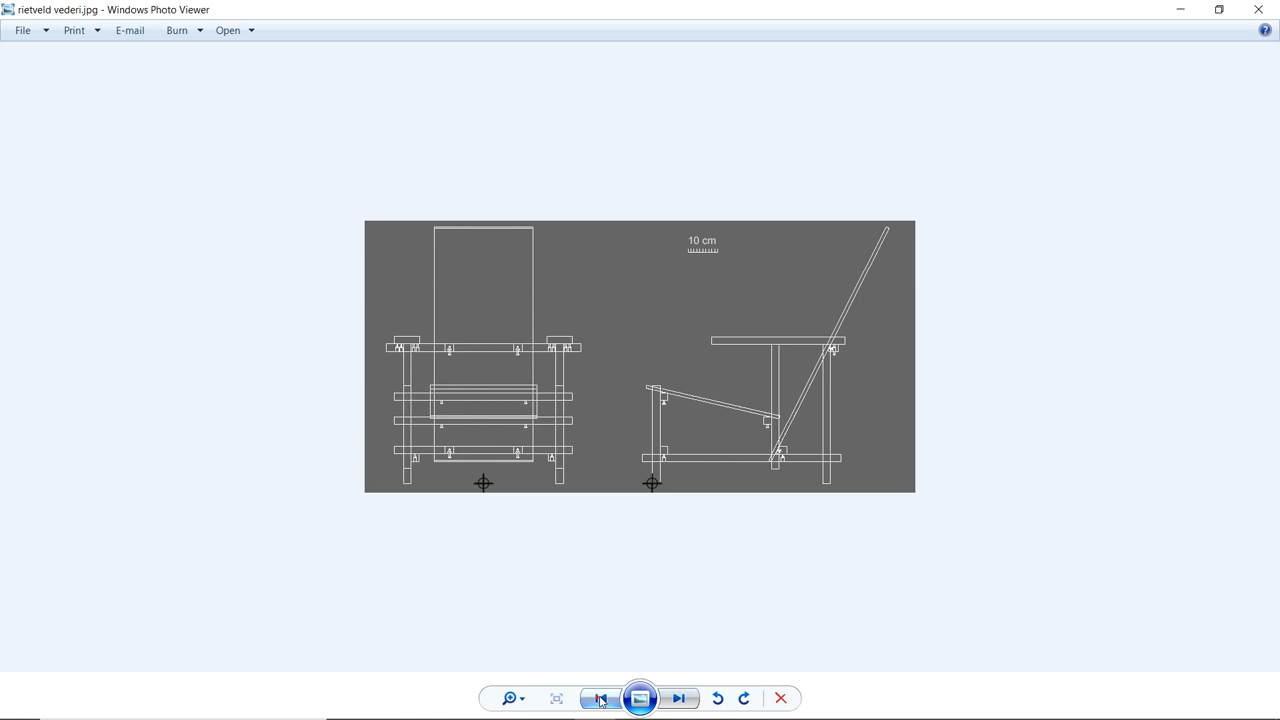 rietveld vederi.jpg - Windows Photo Viewer
File Print E-mail Burn Open
10 cm